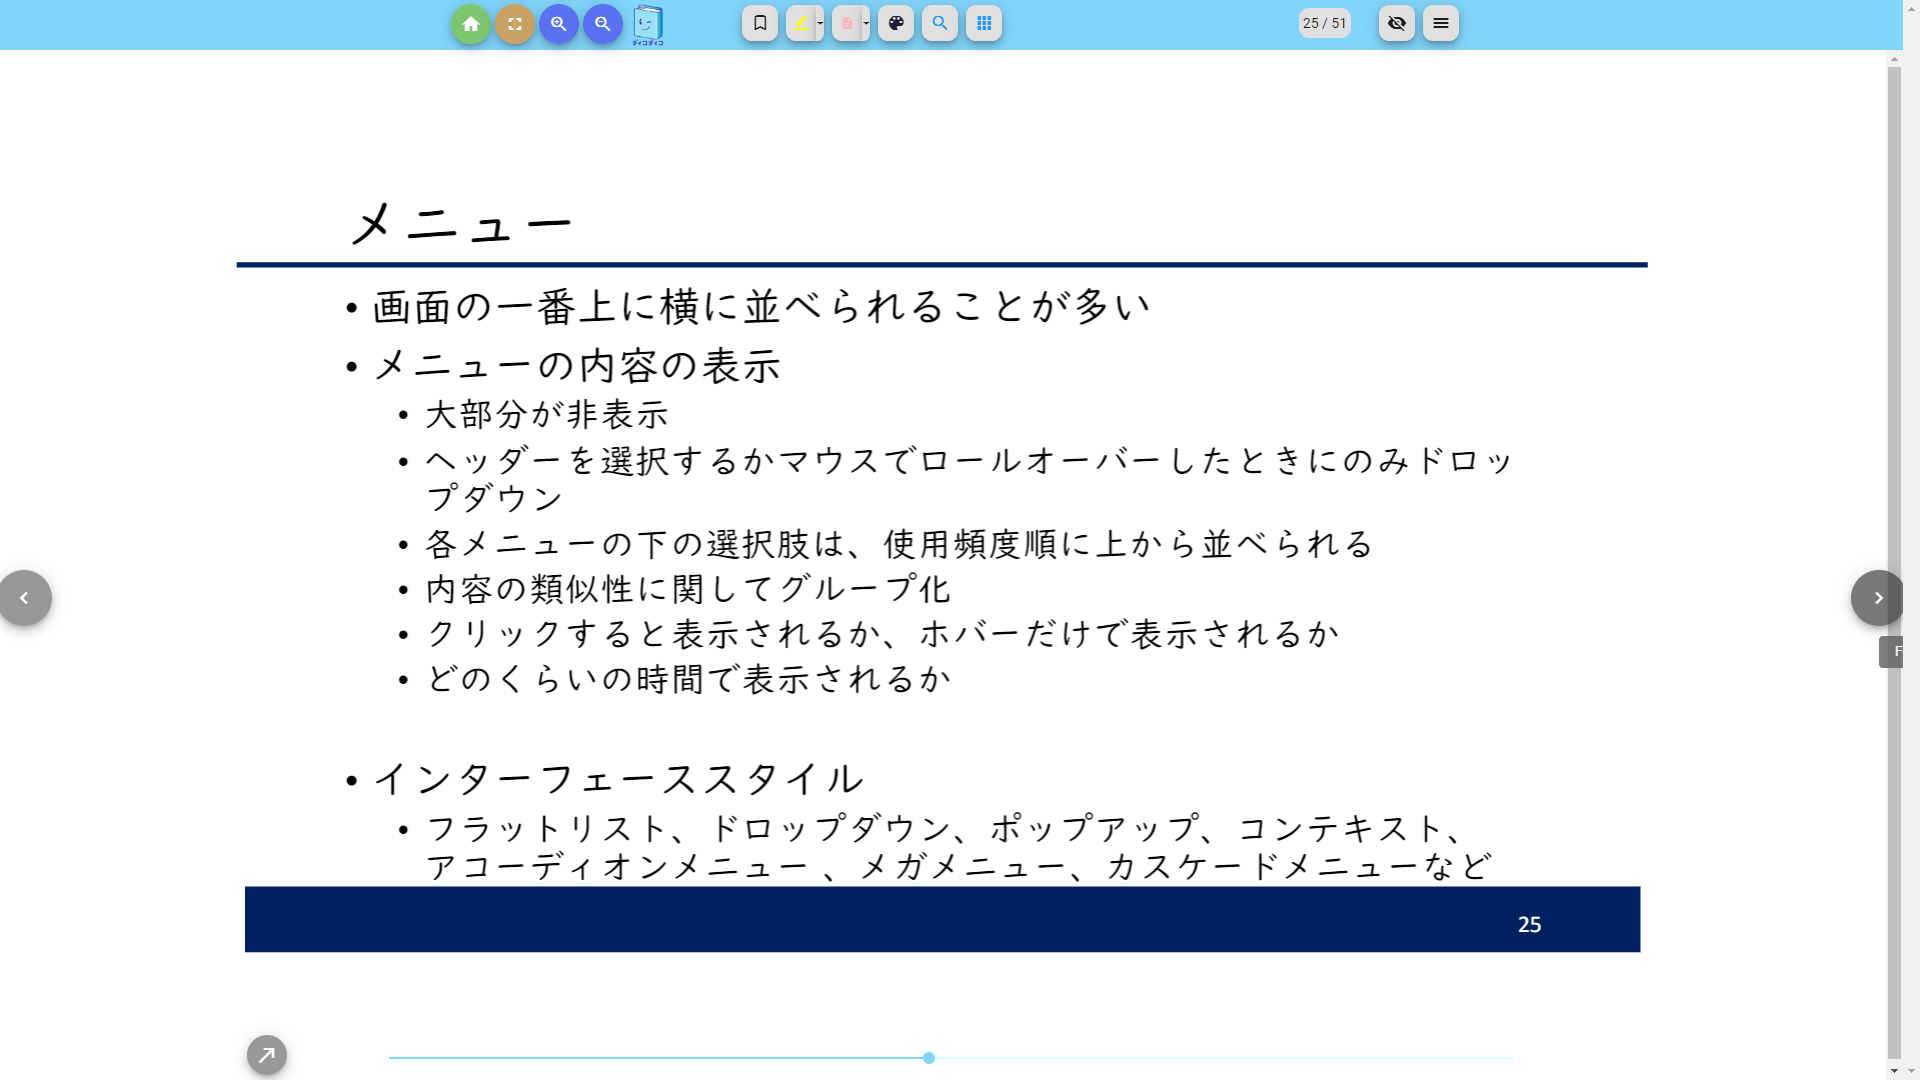 ディコディコ
25 / 51
メニュー
• 画面の一番上に横に並べられることが多い
• メニューの内容の表示
• 大部分が非表示
• ヘッダーを選択するかマウスでロールオーバーしたときにのみドロッ
プダウン
• 各メニューの下の選択肢は、使用頻度順に上から並べられる
• 内容の類似性に関してグループ化
• クリックすると表示されるか、ホバーだけで表示されるか
• どのくらいの時間で表示されるか
F
• インターフェーススタイル
• フラットリスト、ドロップダウン、ポップアップ、コンテキスト、
アコーディオンメニュー 、メガメニュー、カスケードメニューなど
25